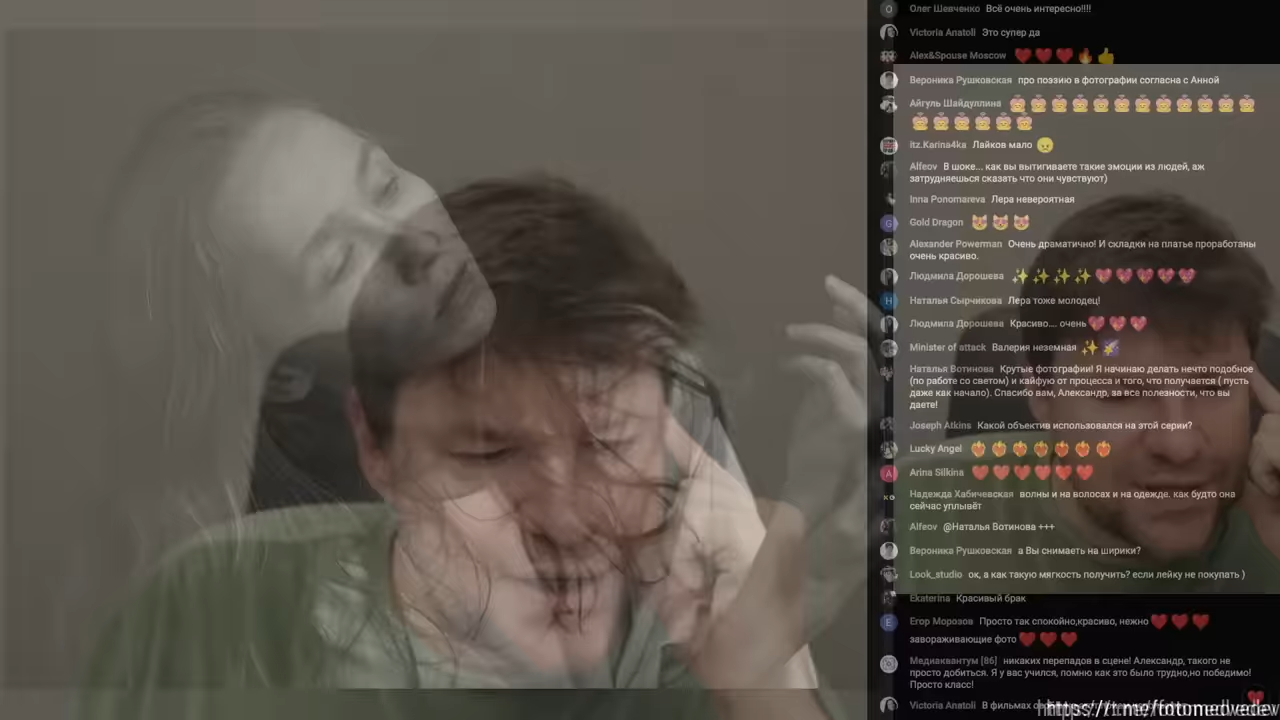 O Олег Шевченко Всё очень интересно!!!!
Victoria Anatoli Это супер да
Alex&Spouse Moscow
Вероника Рушковская про поэзию в фотографии согласна с Анной
Айгуль Шайдуллина
itz.Karina4ka Лайков мало
Alfeov В шоке... как вы вытигиваете такие эмоции из людей, аж
затрудняешься сказать что они чувствуют)
Inna Ponomareva Лера невероятная
G Gold Dragon
Alexander Powerman Очень драматично! И складки на платье проработаны
очень красиво.
Людмила Дорошева
Н Наталья Сырчикова Лера тоже молодец!
Людмила Дорошева Красиво.... очень
Minister of attack Валерия неземная
Наталья Вотинова Крутые фотографии! Я начинаю делать нечто подобное
(по работе со светом) и кайфую от процесса и того, что получается ( пусть
даже как начало). Спасибо вам, Александр, за все полезности, что вы
даете!
Joseph Atkins Какой объектив использовался на этой серии?
Lucky Angel
A Arina Silkina
Надежда Хабичевская волны и на волосах и на одежде. как будто она
сейчас уплывёт
Alfeov @Наталья Вотинова +++
Вероника Рушковская а Вы снимаеть на ширики?
Look_studio ок, а как такую мягкость получить? если лейку не покупать )
Ekaterina Красивый брак
Е Егор Морозов Просто так спокойно,красиво, нежно
завораживающие фото
Медиаквантум [86] никаких перепадов в сцене! Александр, такого не
просто добиться. Я у вас учился, помню как это было трудно,но победимо!
Просто класс!
Victoria Anatoli В фильмах
https://t.me/fotomedvedev